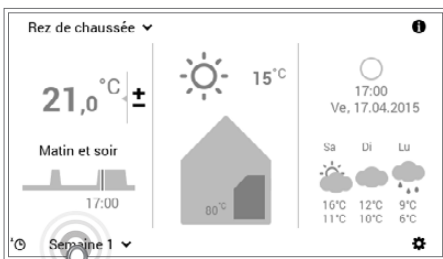 Rez de chaussée
21,0 °C ±
Matin et soir
17:00
Semaine 1
15°C
00°C
17:00
Ve, 17.04.2015
Sa Di Lu
16°C 12°C 9°C
11°C 10°C 6°C